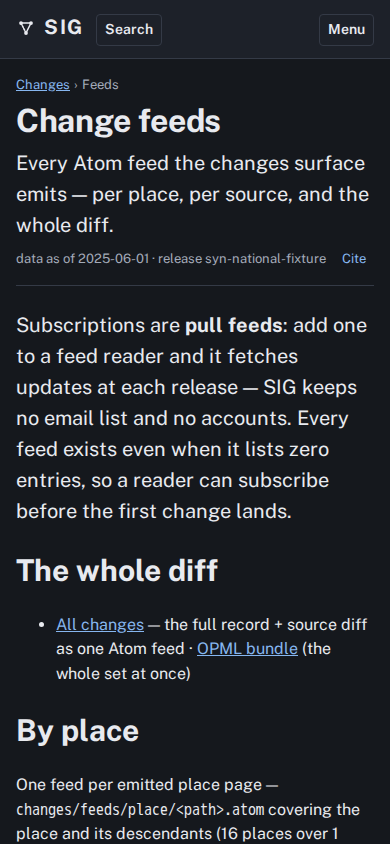 SIG
Search
Menu
Changes › Feeds
Change feeds
Every Atom feed the changes surface
emits — per place, per source, and the
whole diff.
data as of 2025-06-01 · release syn-national-fixture Cite
Subscriptions are pull feeds: add one
to a feed reader and it fetches
updates at each release — SIG keeps
no email list and no accounts. Every
feed exists even when it lists zero
entries, so a reader can subscribe
before the first change lands.
The whole diff
• All changes — the full record + source diff
as one Atom feed · OPML bundle (the
whole set at once)
By place
One feed per emitted place page —
changes/feeds/place/<path>.atom covering the
place and its descendants (16 places over 1